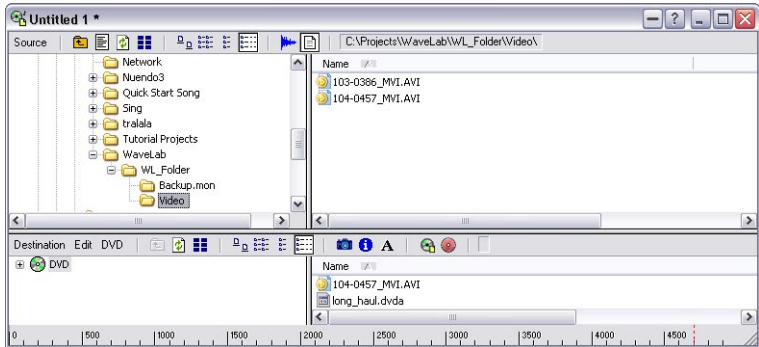 Untitled 1 *
Source C:\Projects\WaveLab\WL_Folder\Video\
Network
Nuendo3
Quick Start Song
Sing
tralala
Tutorial Projects
WaveLab
WL_Folder
Backup.mon
Video
Name
103-0386_MVI.AVI
104-0457_MVI.AVI
Destination Edit DVD A
DVD
Name
104-0457_MVI.AVI
long_haul.dvda
0 500 1000 1500 2000 2500 3000 3500 4000 4500